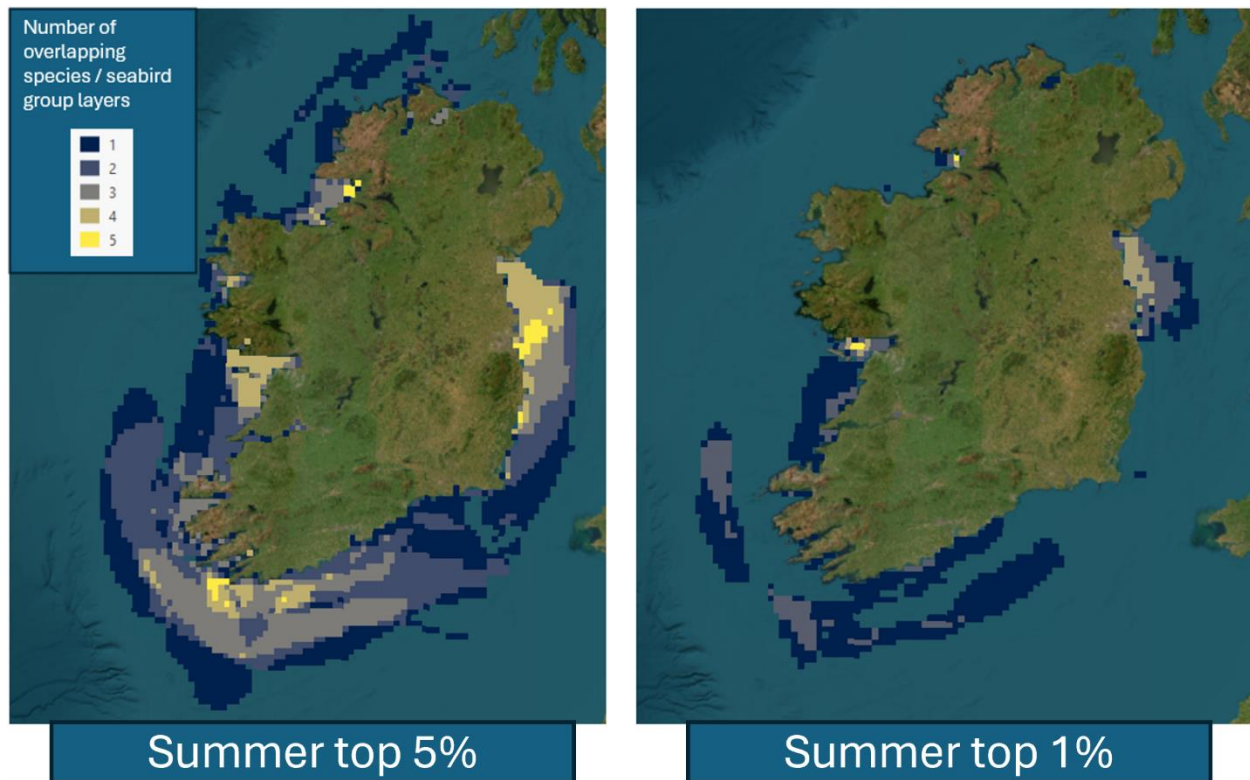 Number of
overlapping
species / seabird
group layers
1
2
3
4
5
Summer top 5%
Summer top 1%